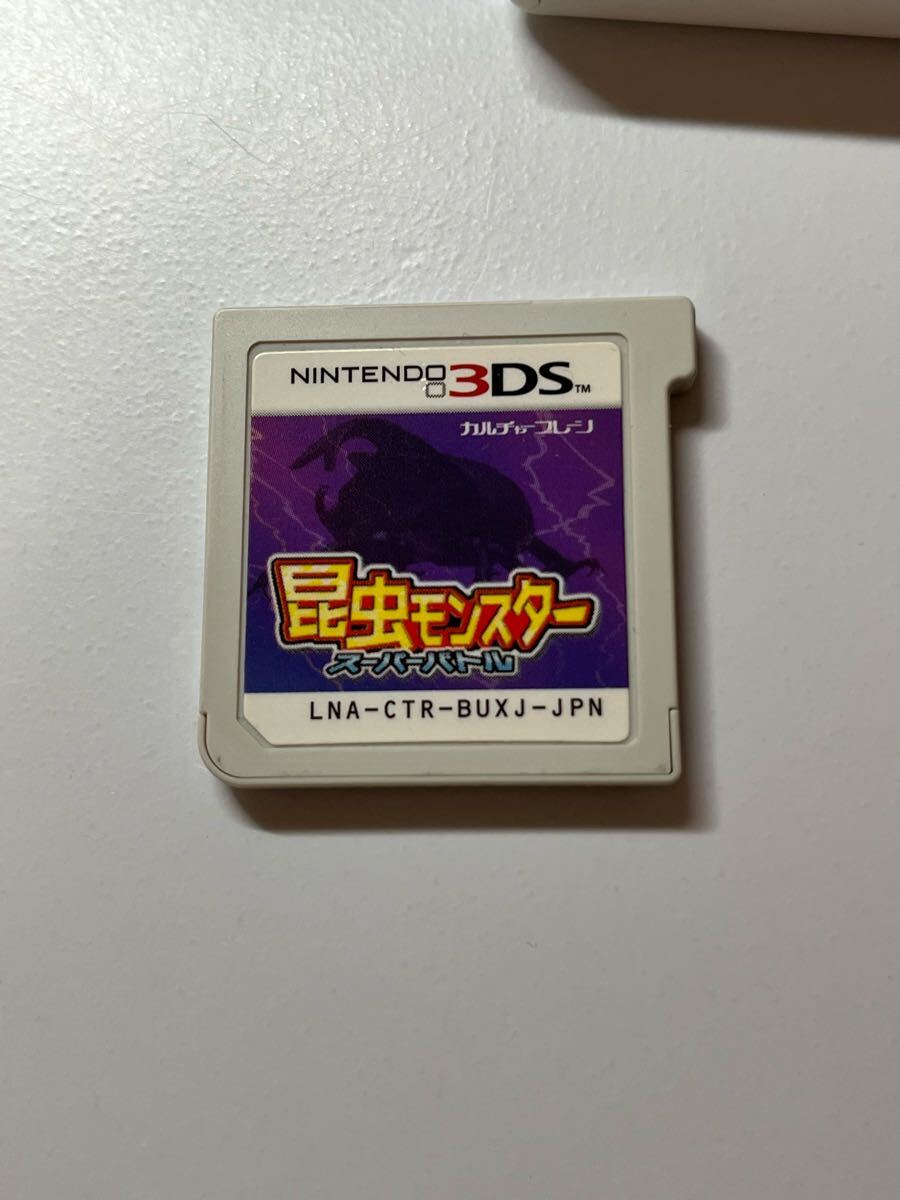 NINTENDO 3DS™
カルチャーブレーン
昆虫モンスター
スーパーバトル
LNA-CTR-BUXJ-JPN